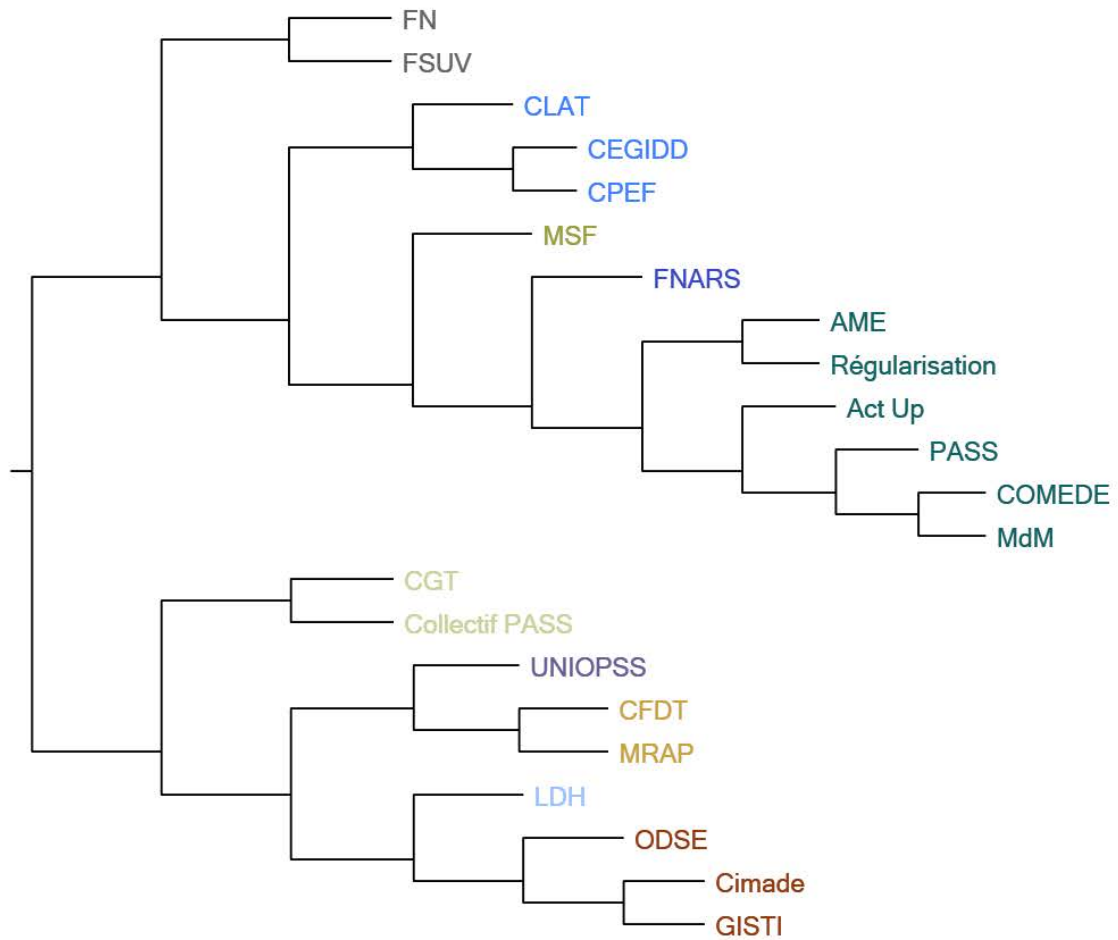 FN
FSUV
CLAT
CEGIDD
CPEF
MSF
FNARS
AME
Régularisation
Act Up
PASS
COMEDE
MdM
CGT
Collectif PASS
UNIOPSS
CFDT
MRAP
LDH
ODSE
Cimade
GISTI